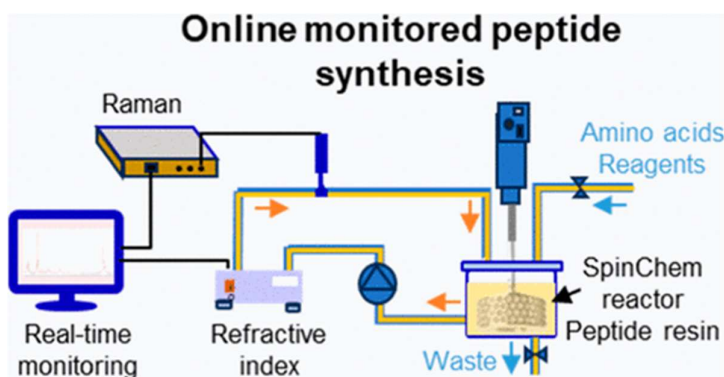 Online monitored peptide
synthesis
Raman
Amino acids
Reagents
SpinChem
reactor
Peptide resin
Real-time
monitoring
Refractive
index
Waste